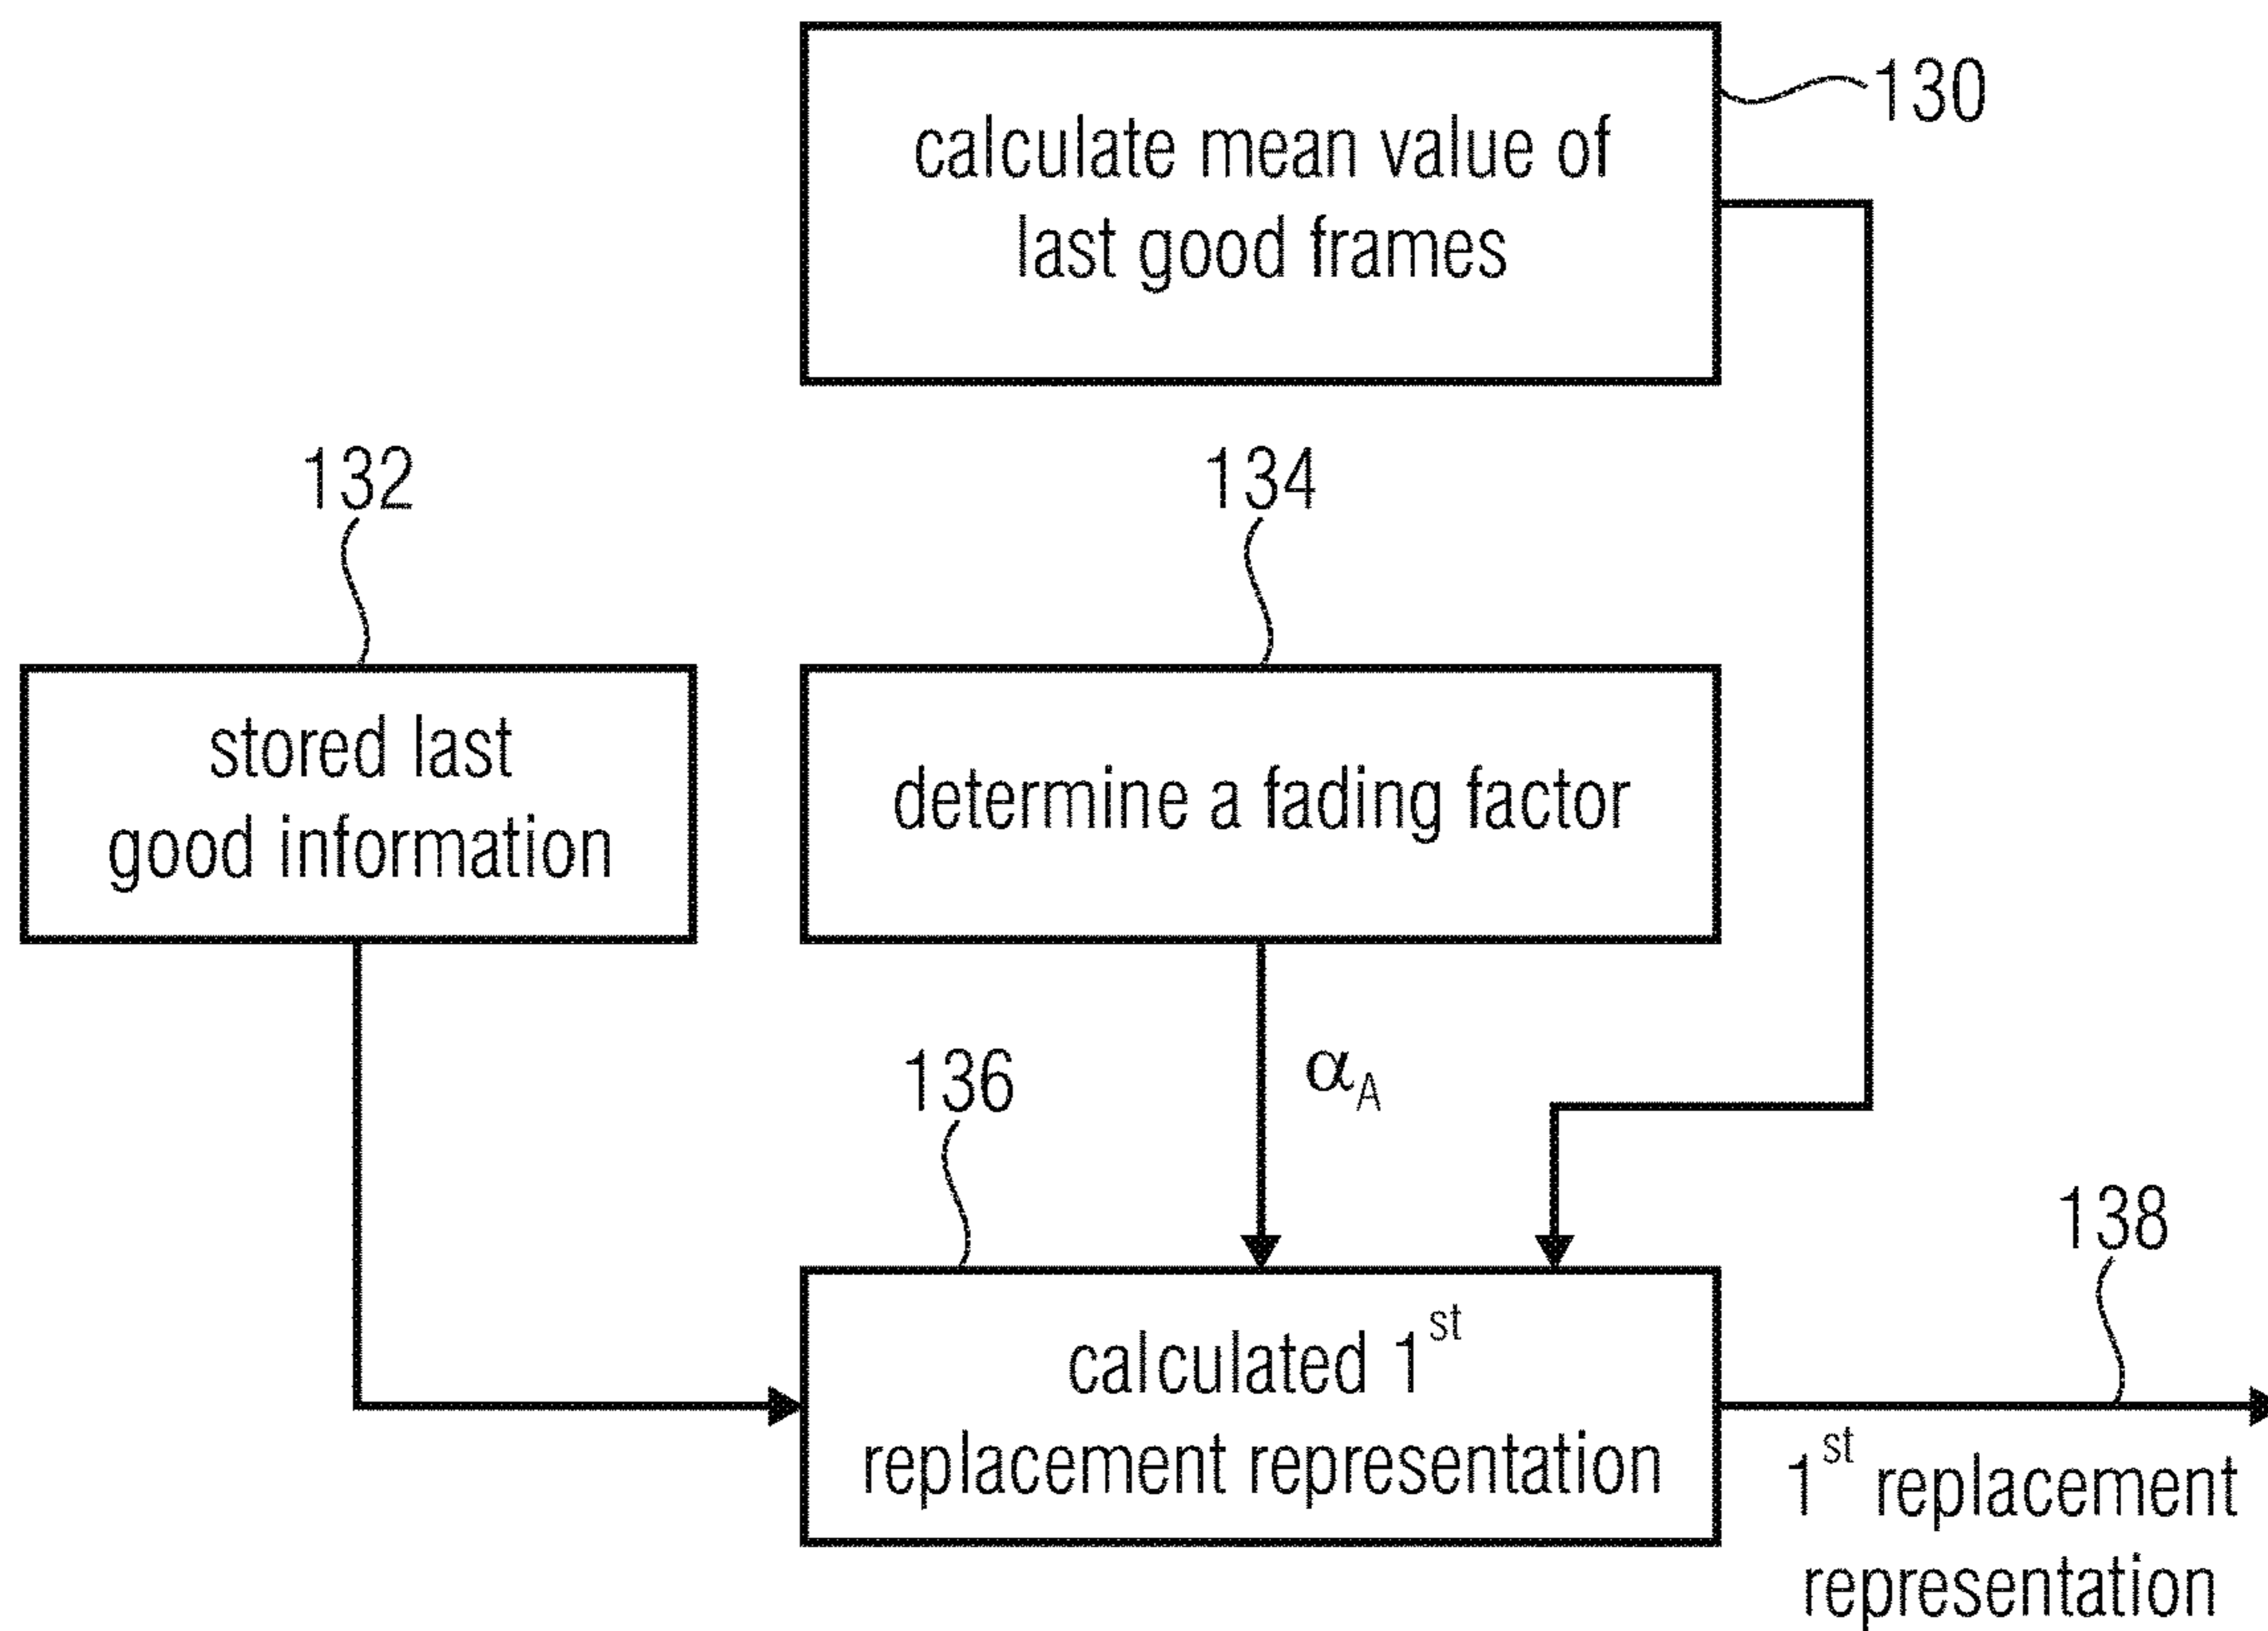 calculate mean value of
last good frames
130
132
134
stored last
good information
determine a fading factor
136
αA
138
calculated 1st
replacement representation
1st replacement
representation